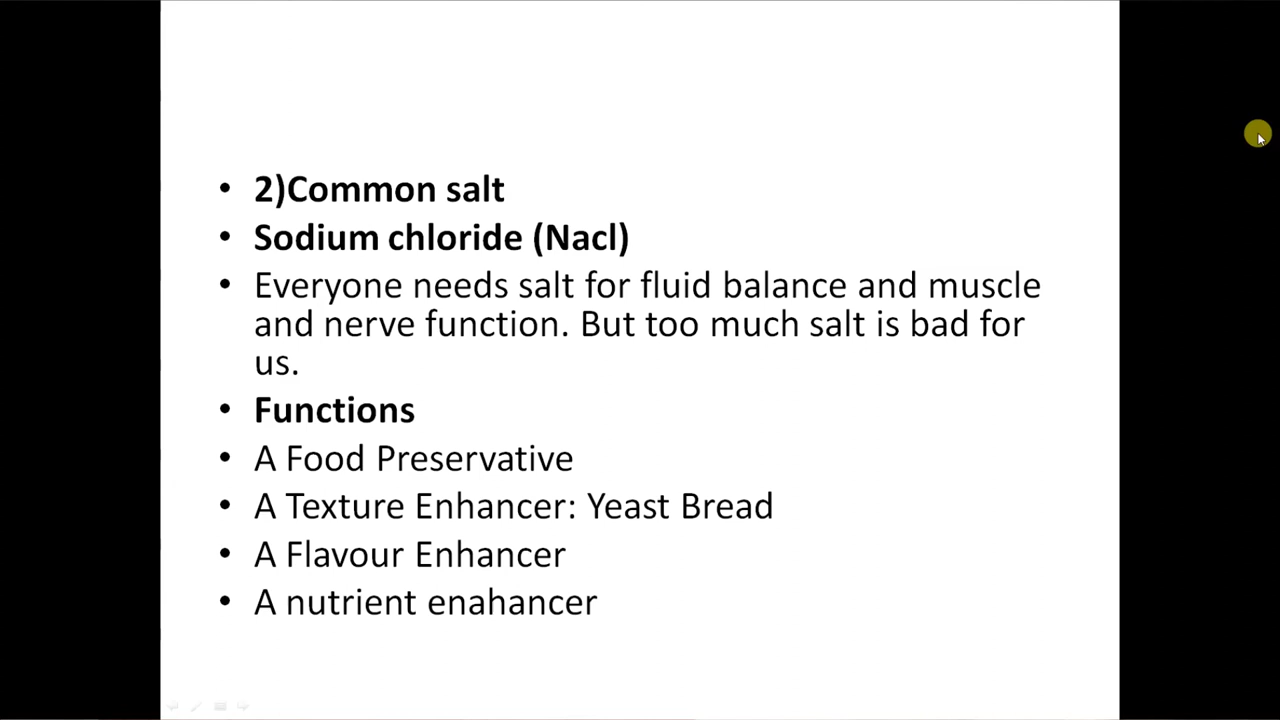 • 2)Common salt
• Sodium chloride (Nacl)
• Everyone needs salt for fluid balance and muscle
and nerve function. But too much salt is bad for
us.
• Functions
• A Food Preservative
• A Texture Enhancer: Yeast Bread
• A Flavour Enhancer
• A nutrient enahancer